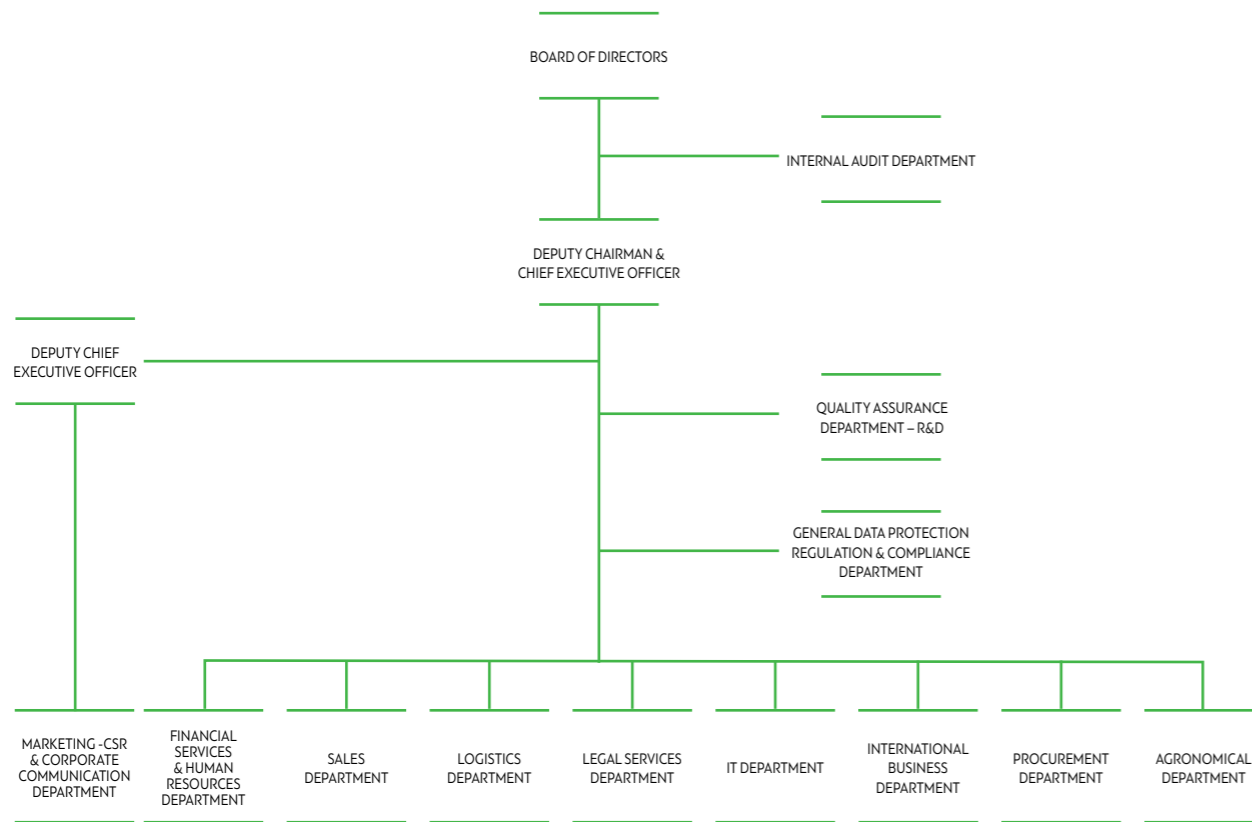 BOARD OF DIRECTORS
INTERNAL AUDIT DEPARTMENT
DEPUTY CHAIRMAN &
CHIEF EXECUTIVE OFFICER
DEPUTY CHIEF
EXECUTIVE OFFICER
QUALITY ASSURANCE
DEPARTMENT – R&D
GENERAL DATA PROTECTION
REGULATION & COMPLIANCE
DEPARTMENT
MARKETING -CSR
& CORPORATE
COMMUNICATION
DEPARTMENT
FINANCIAL
SERVICES
& HUMAN
RESOURCES
DEPARTMENT
SALES
DEPARTMENT
LOGISTICS
DEPARTMENT
LEGAL SERVICES
DEPARTMENT
IT DEPARTMENT
INTERNATIONAL
BUSINESS
DEPARTMENT
PROCUREMENT
DEPARTMENT
AGRONOMICAL
DEPARTMENT